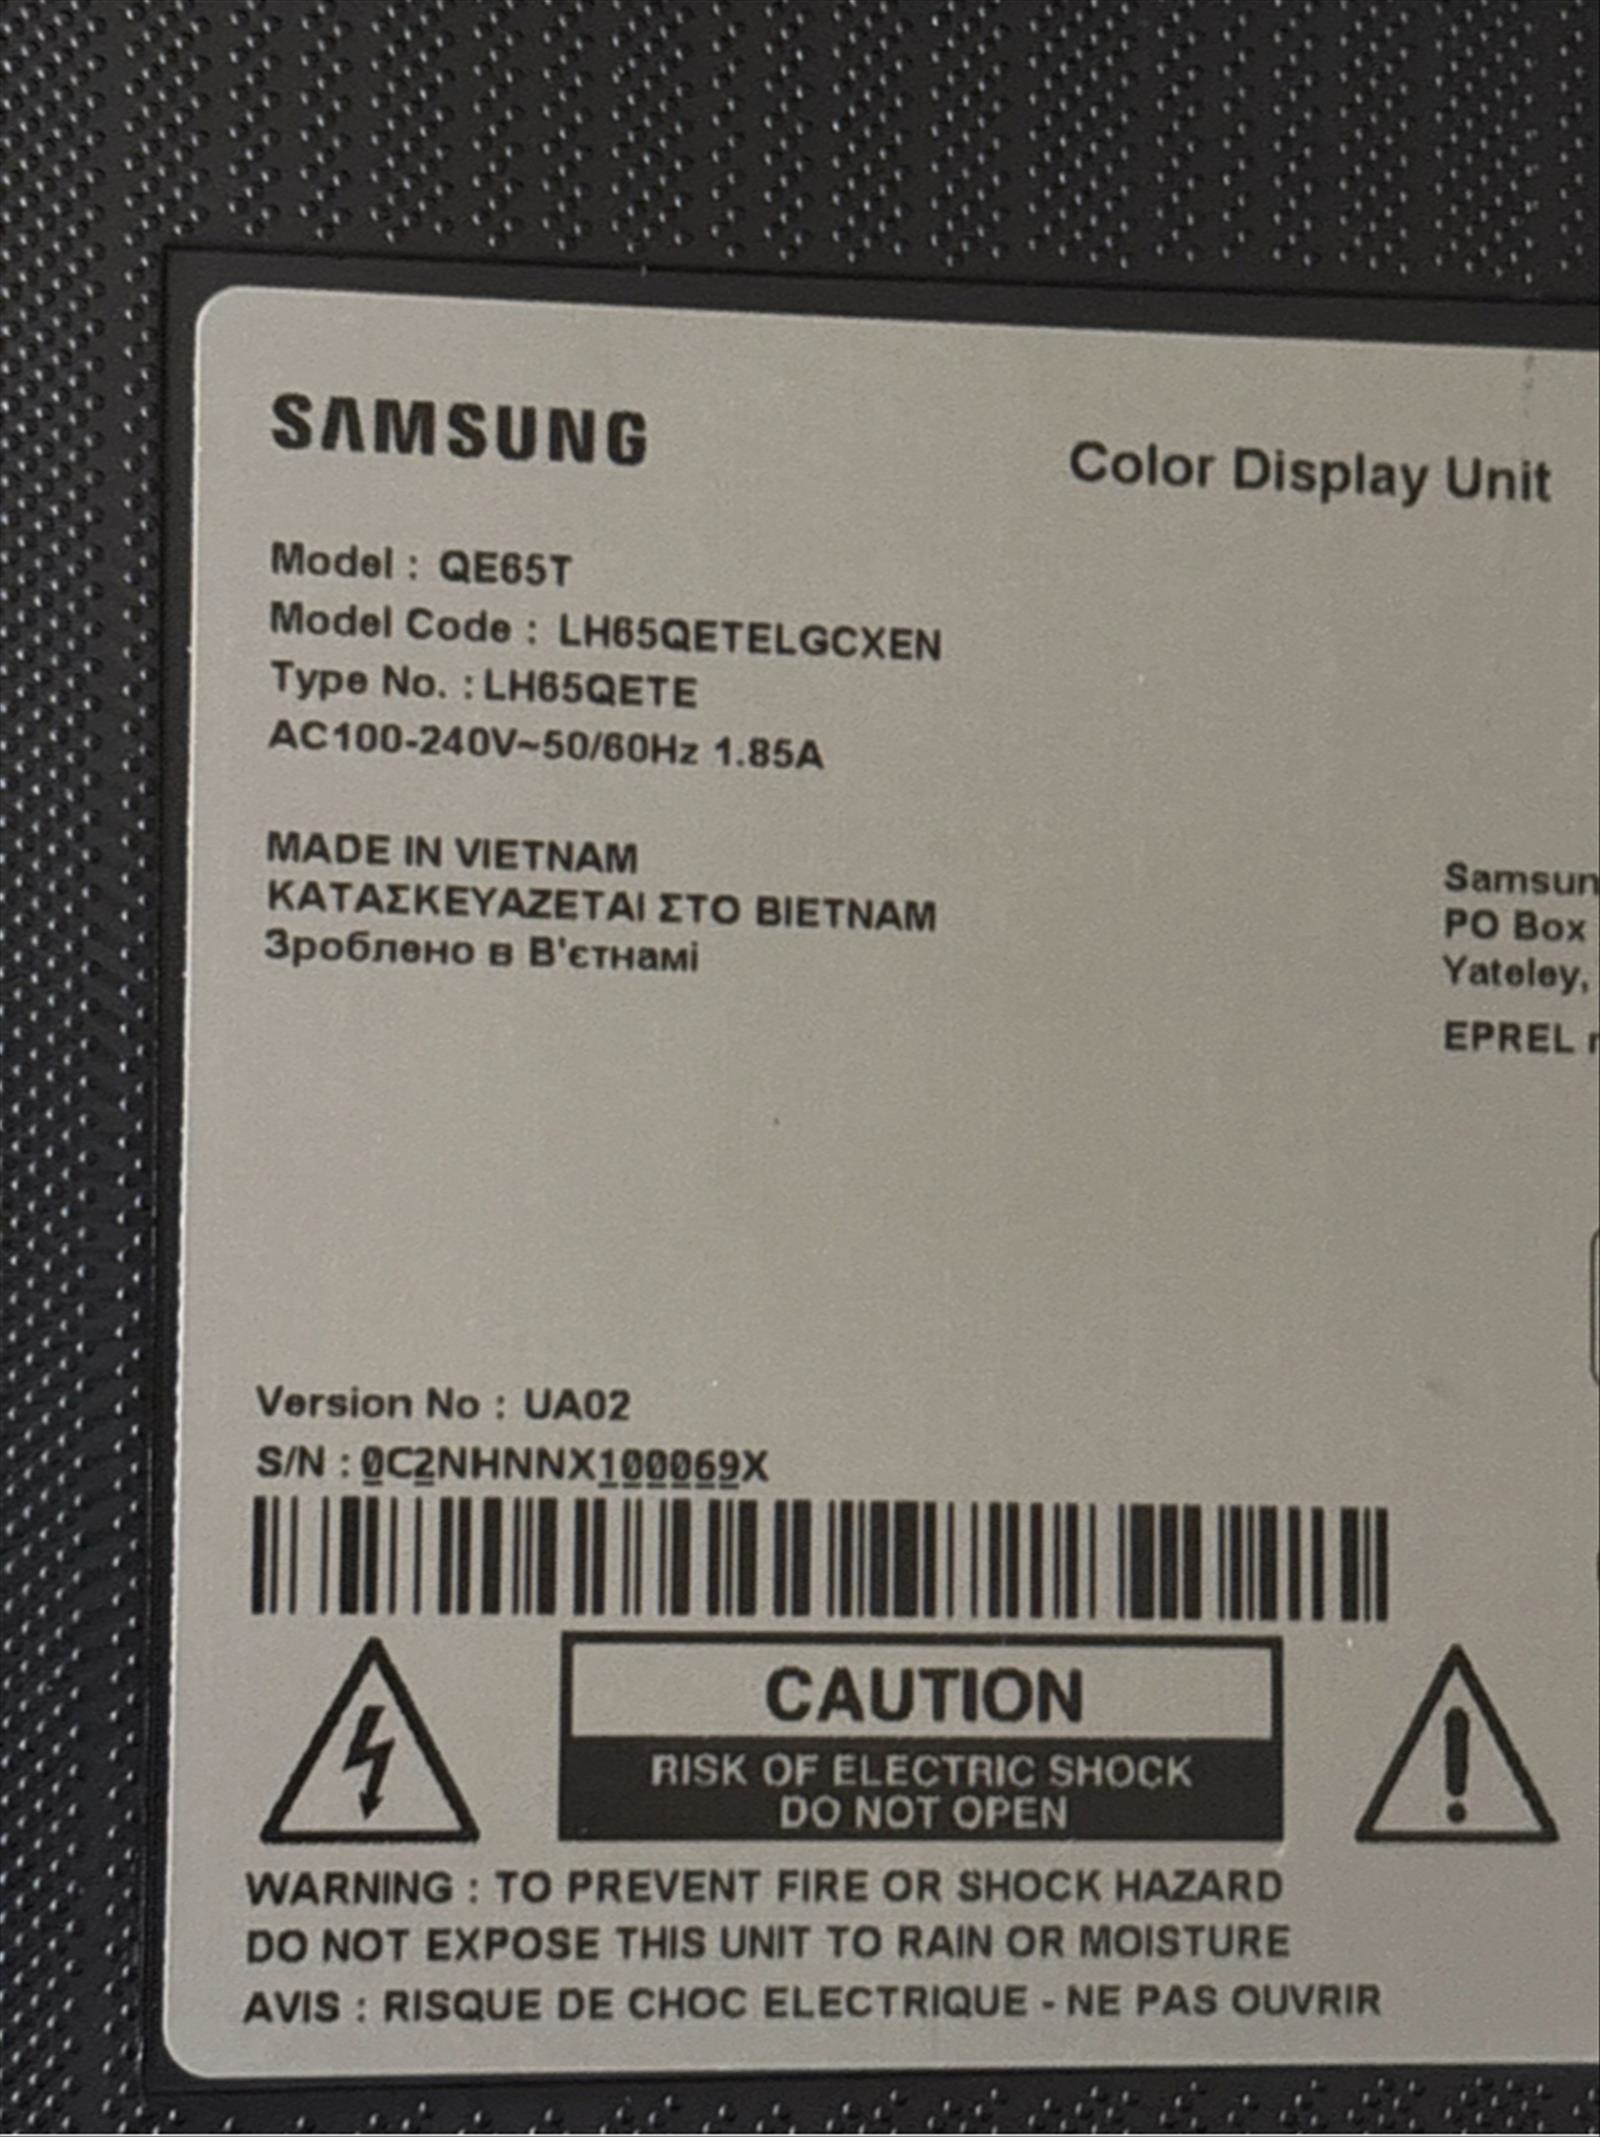 SAMSUNG
Color Display Unit
Model : QE65T
Model Code : LH65QETELGCXEN
Type No. : LH65QETE
AC100-240V~50/60Hz 1.85A
MADE IN VIETNAM
ΚΑΤΑΣΚΕΥΑΖΕΤΑΙ ΣΤΟ ΒΙΕΤΝΑΜ
Зроблено в В'єтнамі
Samsun
PO Box
Yateley,
EPREL
Version No : UA02
S/N : 0C2NHNNX100069X
CAUTION
RISK OF ELECTRIC SHOCK
DO NOT OPEN
WARNING : TO PREVENT FIRE OR SHOCK HAZARD
DO NOT EXPOSE THIS UNIT TO RAIN OR MOISTURE
AVIS : RISQUE DE CHOC ELECTRIQUE - NE PAS OUVRIR